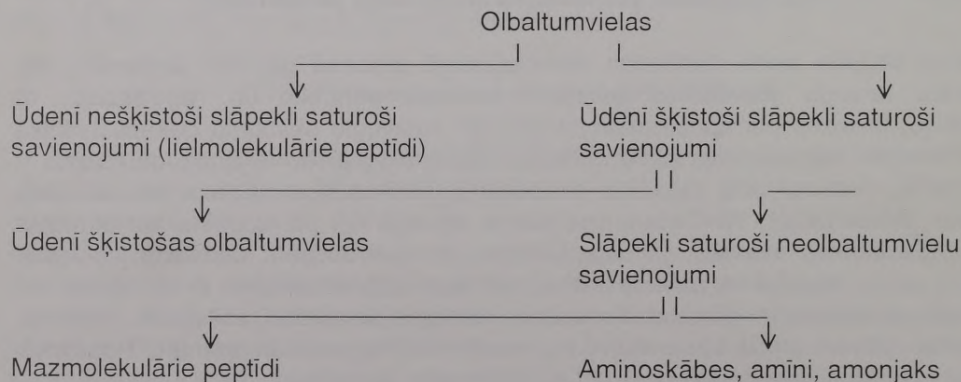 Olbaltumvielas
Ūdenī nešķīstoši slāpekli saturoši
savienojumi (lielmolekulārie peptīdi)
Ūdenī šķīstoši slāpekli saturoši
savienojumi
Ūdenī šķīstošas olbaltumvielas
Slāpekli saturoši neolbaltumvielu
savienojumi
Mazmolekulārie peptīdi
Aminoskābes, amīni, amonjaks